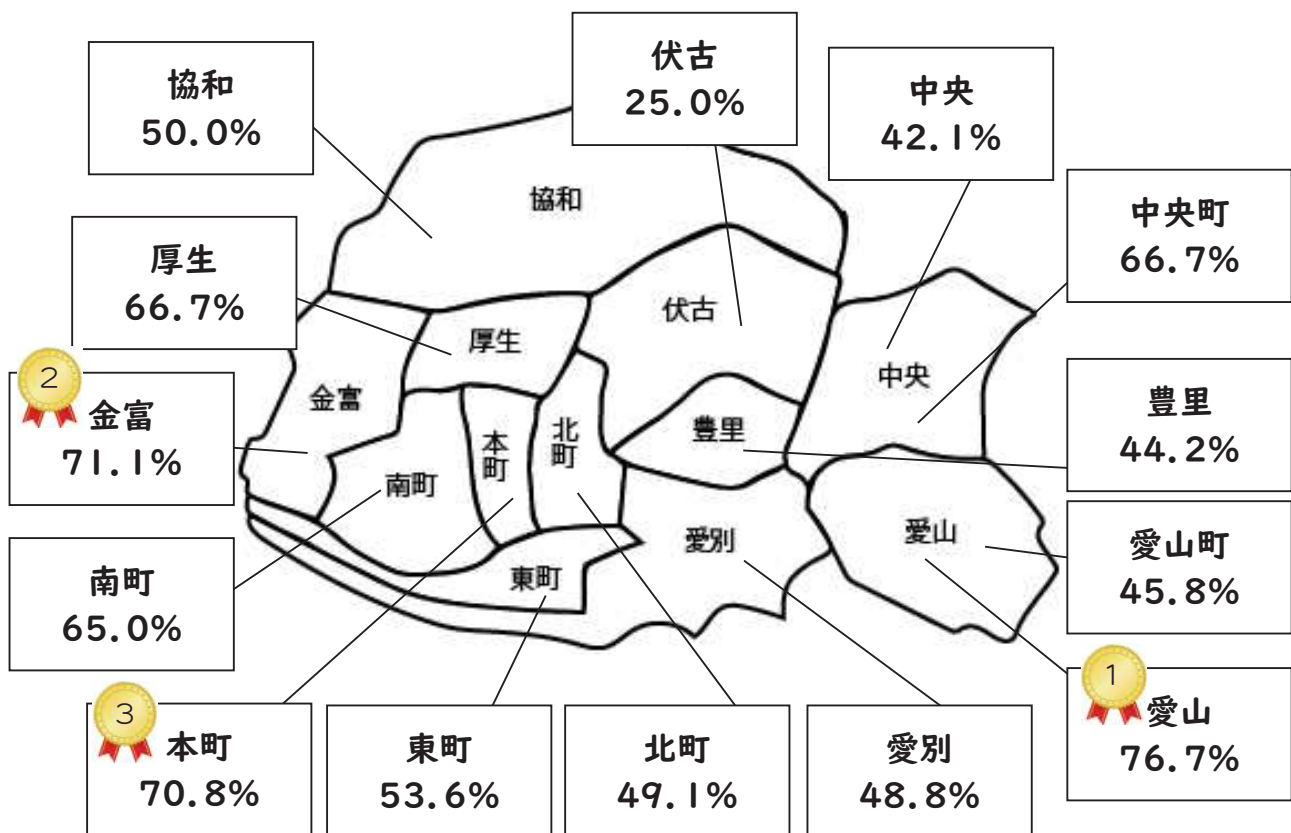 協和
50.0%
伏古
25.0%
中央
42.1%
中央町
66.7%
厚生
66.7%
豊里
44.2%
2
金富
71.1%
愛山町
45.8%
南町
65.0%
1
愛山
76.7%
3
本町
70.8%
東町
53.6%
北町
49.1%
愛別
48.8%
協和
伏古
厚生
中央
金富
豊里
本町
北町
南町
愛別
愛山
東町